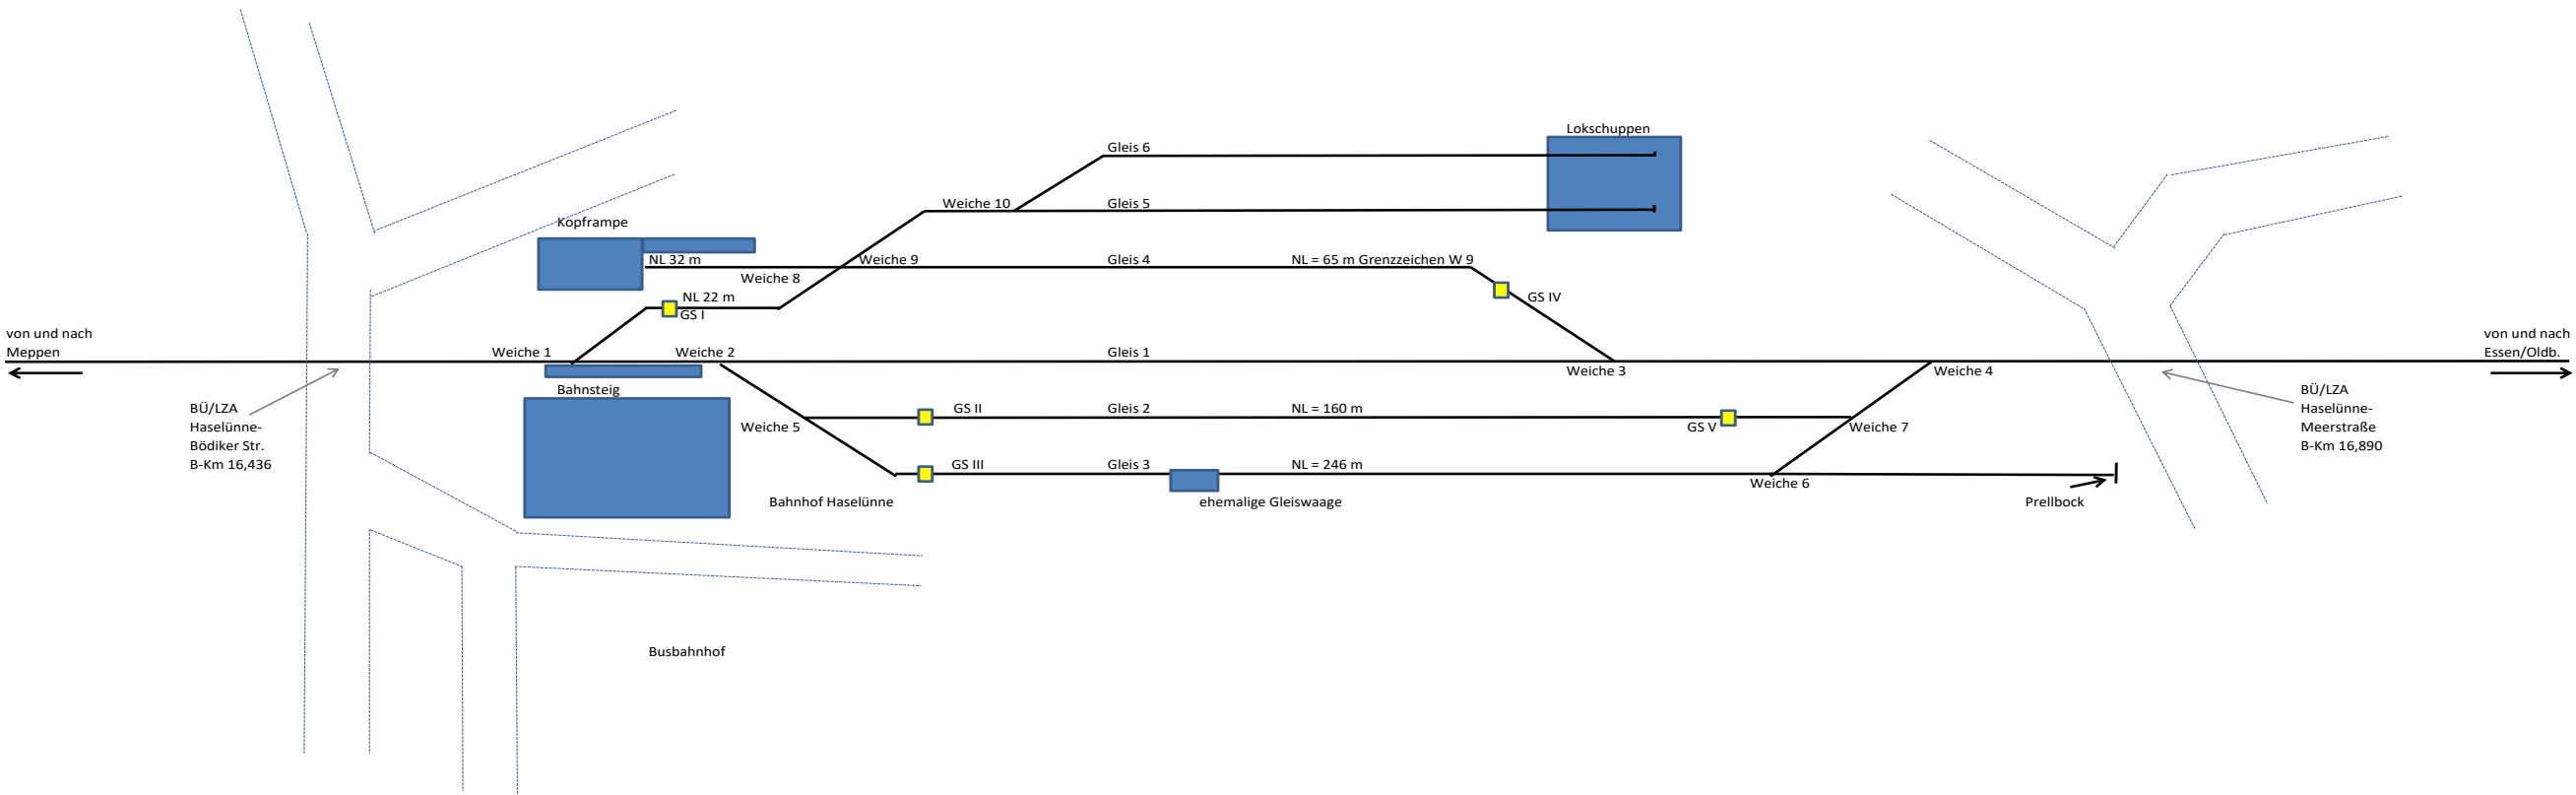 Lokschuppen
Gleis 6
Weiche 10
Gleis 5
Kopframpe
NL 32 m
Weiche 9
Gleis 4
NL = 65 m Grenzzeichen W 9
Weiche 8
NL 22 m
GS I
GS IV
von und nach
Meppen
von und nach
Essen/Oldb.
Weiche 1
Weiche 2
Gleis 1
Weiche 3
Weiche 4
Bahnsteig
BÜ/LZA
Haselünne-
Bödiker Str.
B-Km 16,436
BÜ/LZA
Haselünne-
Meerstraße
B-Km 16,890
GS II
Gleis 2
NL = 160 m
Weiche 5
GS V
Weiche 7
GS III
Gleis 3
NL = 246 m
Weiche 6
Bahnhof Haselünne
ehemalige Gleiswaage
Prellbock
Busbahnhof